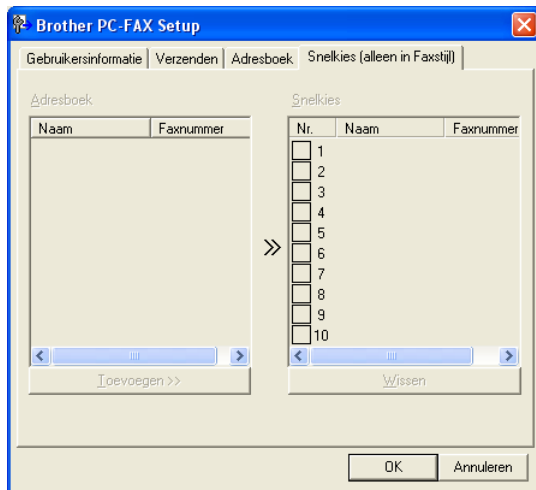 Brother PC-FAX Setup
Gebruikersinformatie Verzenden Adresboek Snelkies (alleen in Faxstijl)
Adresboek
Naam Faxnummer
Toevoegen >>
>>
Snelkies
Nr. Naam Faxnummer
1
2
3
4
5
6
7
8
9
10
Wissen
OK Annuleren